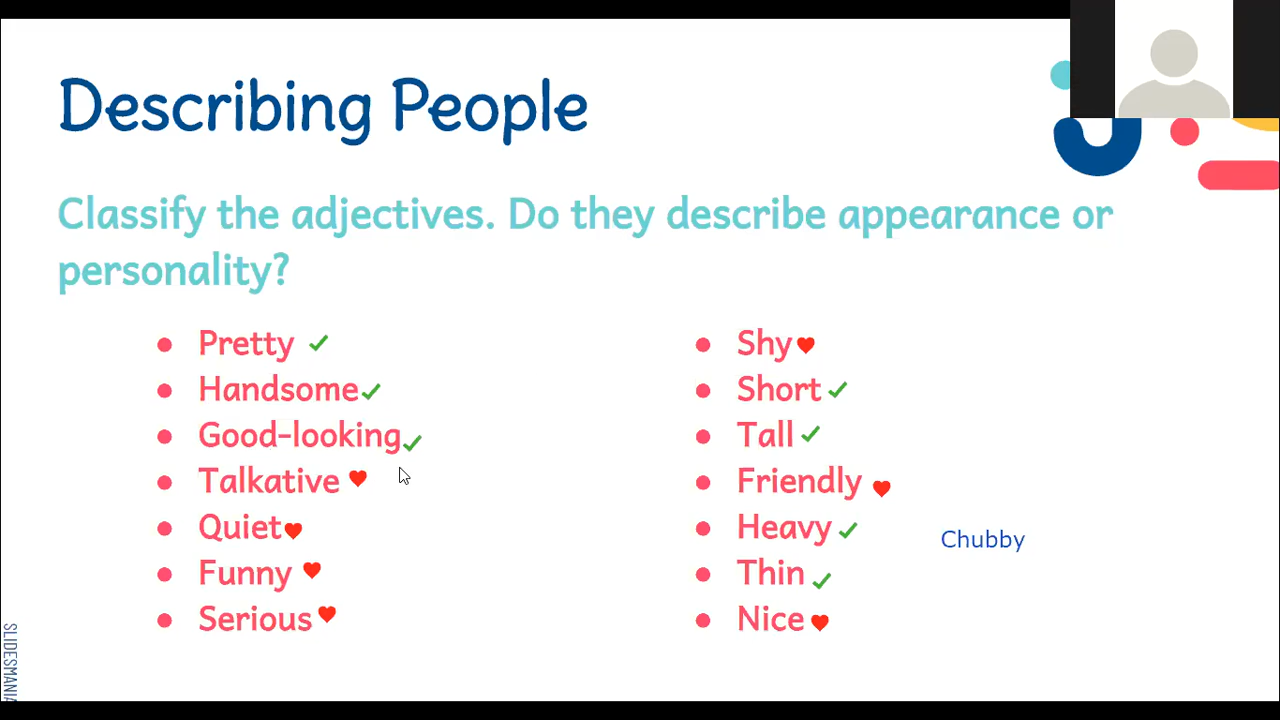 Describing People
Classify the adjectives. Do they describe appearance or
personality?
Pretty
Handsome
Good-looking
Talkative
Quiet
Funny
Serious
Shy
Short
Tall
Friendly
Heavy
Thin
Nice
Chubby